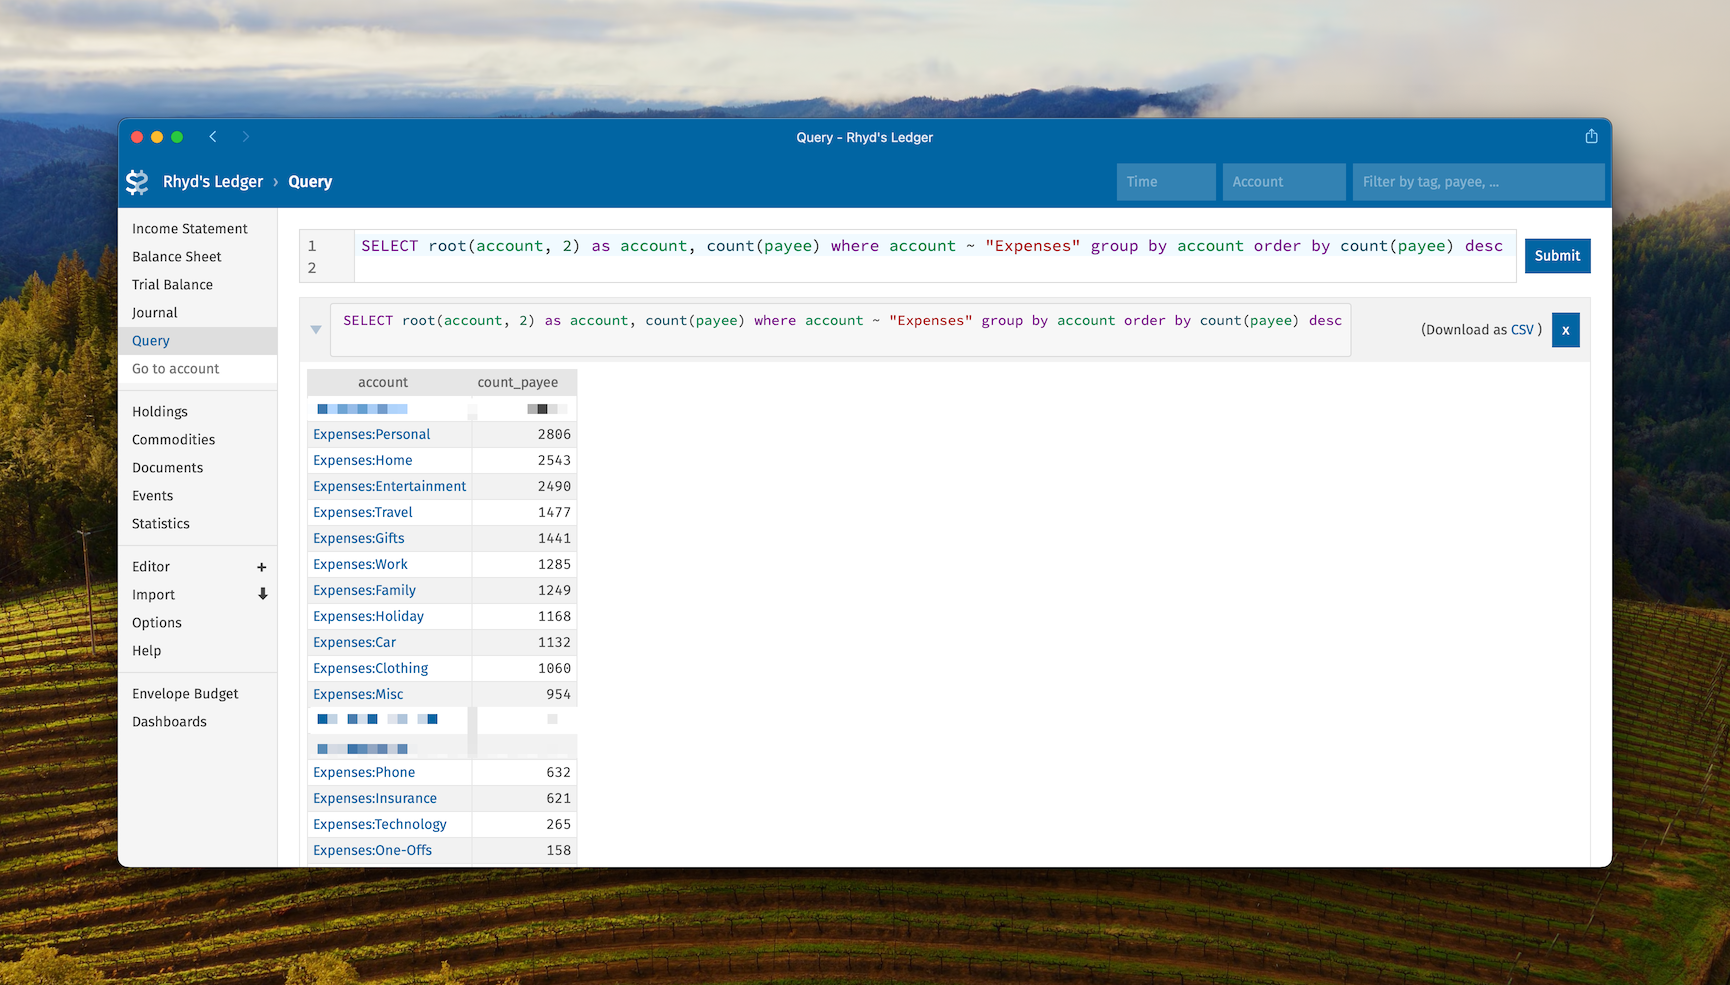 Query – Rhyd's Ledger
Rhyd's Ledger › Query
Time
Account
Filter by tag, payee, ...
Income Statement
Balance Sheet
Trial Balance
Journal
Query
Go to account
Holdings
Commodities
Documents
Events
Statistics
Editor +
Import
Options
Help
Envelope Budget
Dashboards
1 SELECT root(account, 2) as account, count(payee) where account ~ "Expenses" group by account order by count(payee) desc
2
Submit
SELECT root(account, 2) as account, count(payee) where account ~ "Expenses" group by account order by count(payee) desc
(Download as CSV )
x
account count_payee
Expenses:Personal 2806
Expenses:Home 2543
Expenses:Entertainment 2490
Expenses:Travel 1477
Expenses:Gifts 1441
Expenses:Work 1285
Expenses:Family 1249
Expenses:Holiday 1168
Expenses:Car 1132
Expenses:Clothing 1060
Expenses:Misc 954
Expenses:Phone 632
Expenses:Insurance 621
Expenses:Technology 265
Expenses:One-Offs 158